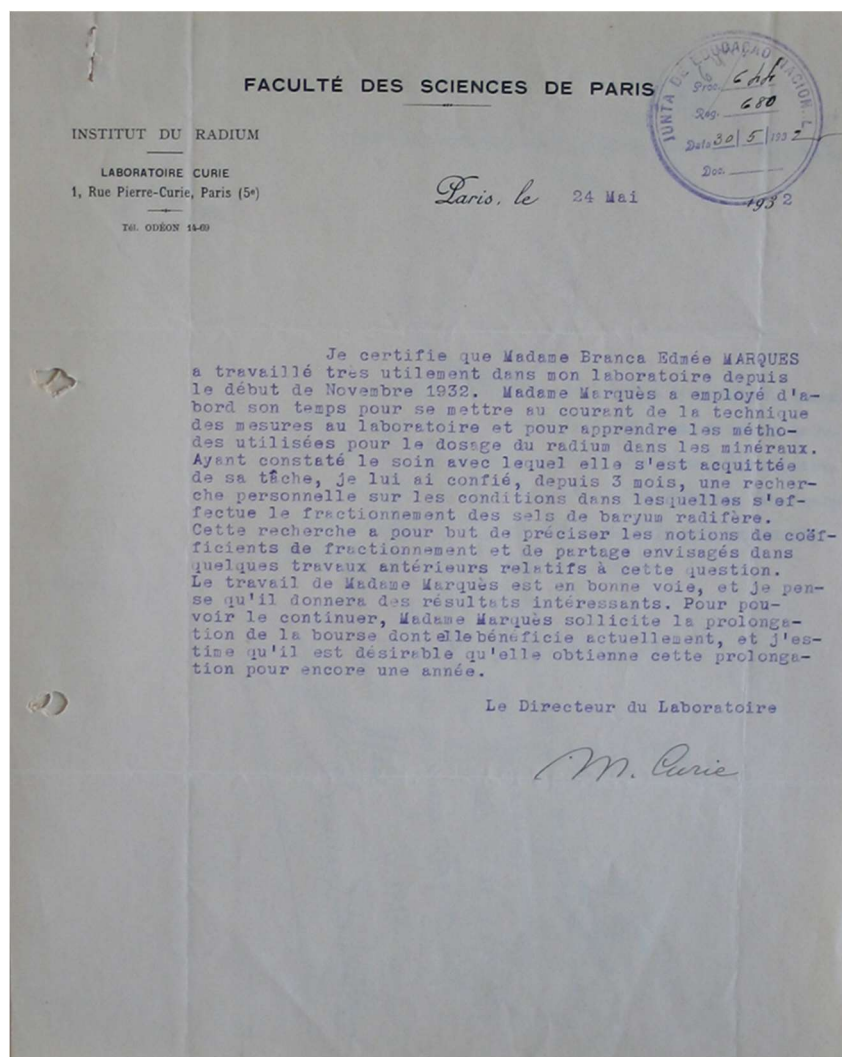 FACULTÉ DES SCIENCES DE PARIS
JUNTA DE EDUCAÇÃO NACIONAL
Proc. 644
Reg. 680
Data 30/5/1932
Doc.
INSTITUT DU RADIUM
LABORATOIRE CURIE
1, Rue Pierre-Curie, Paris (5e)
Tél. ODÉON 14-69
Paris, le 24 Mai 1932
Je certifie que Madame Branca Edmée MARQUES
a travaillé très utilement dans mon laboratoire depuis
le début de Novembre 1932. Madame Marquès a employé d'a-
bord son temps pour se mettre au courant de la technique
des mesures au laboratoire et pour apprendre les métho-
des utilisées pour le dosage du radium dans les minéraux.
Ayant constaté le soin avec lequel elle s'est acquittée
de sa tâche, je lui ai confié, depuis 3 mois, une recher-
che personnelle sur les conditions dans lesquelles s'ef-
fectue le fractionnement des sels de baryum radifère.
Cette recherche a pour but de préciser les notions de coëf-
ficients de fractionnement et de partage envisagés dans
quelques travaux antérieurs relatifs à cette question.
Le travail de Madame Marquès est en bonne voie, et je pen-
se qu'il donnera des résultats intéressants. Pour pou-
voir le continuer, Madame Marquès sollicite la prolonga-
tion de la bourse dont elle bénéficie actuellement, et j'es-
time qu'il est désirable qu'elle obtienne cette prolonga-
tion pour encore une année.
Le Directeur du Laboratoire
M. Curie